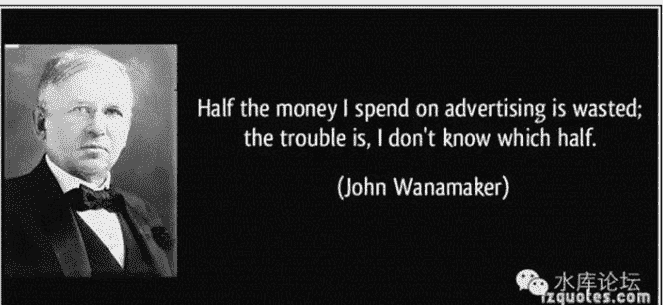 Half the money I spend on advertising is wasted;
the trouble is, I don't know which half.
(John Wanamaker)
水库论坛
izquotes.com